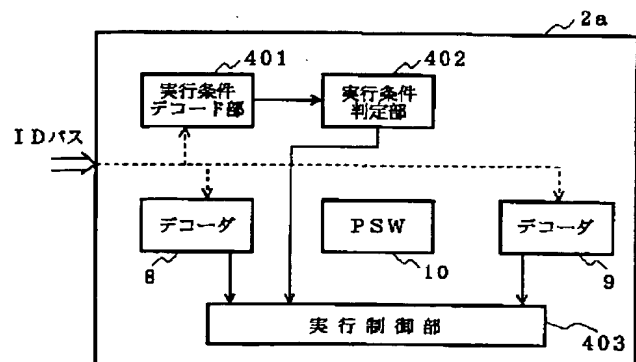 2a
401
402
実行条件
デコード部
実行条件
判定部
IDバス
デコーダ
PSW
デコーダ
8
10
9
実行制御部
403